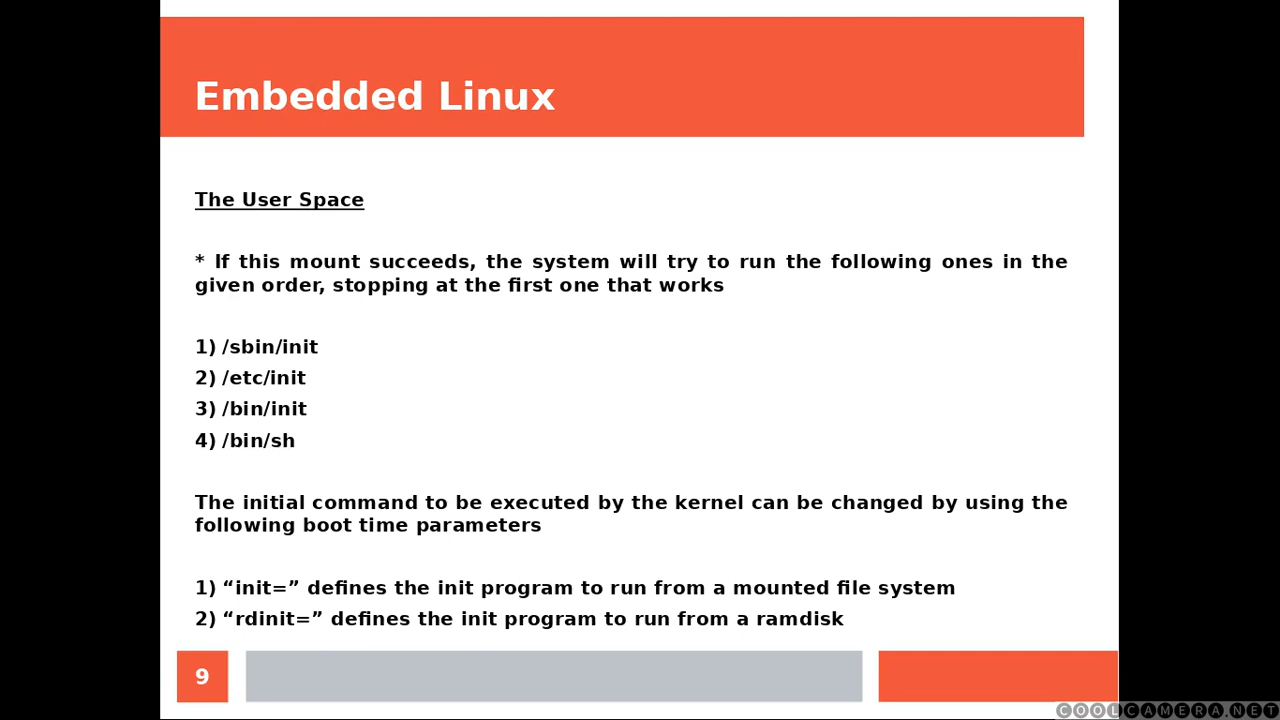 Embedded Linux
The User Space
* If this mount succeeds, the system will try to run the following ones in the
given order, stopping at the first one that works
1) /sbin/init
2) /etc/init
3) /bin/init
4) /bin/sh
The initial command to be executed by the kernel can be changed by using the
following boot time parameters
1) “init=” defines the init program to run from a mounted file system
2) “rdinit=” defines the init program to run from a ramdisk
9
COOLCAMERA.NET